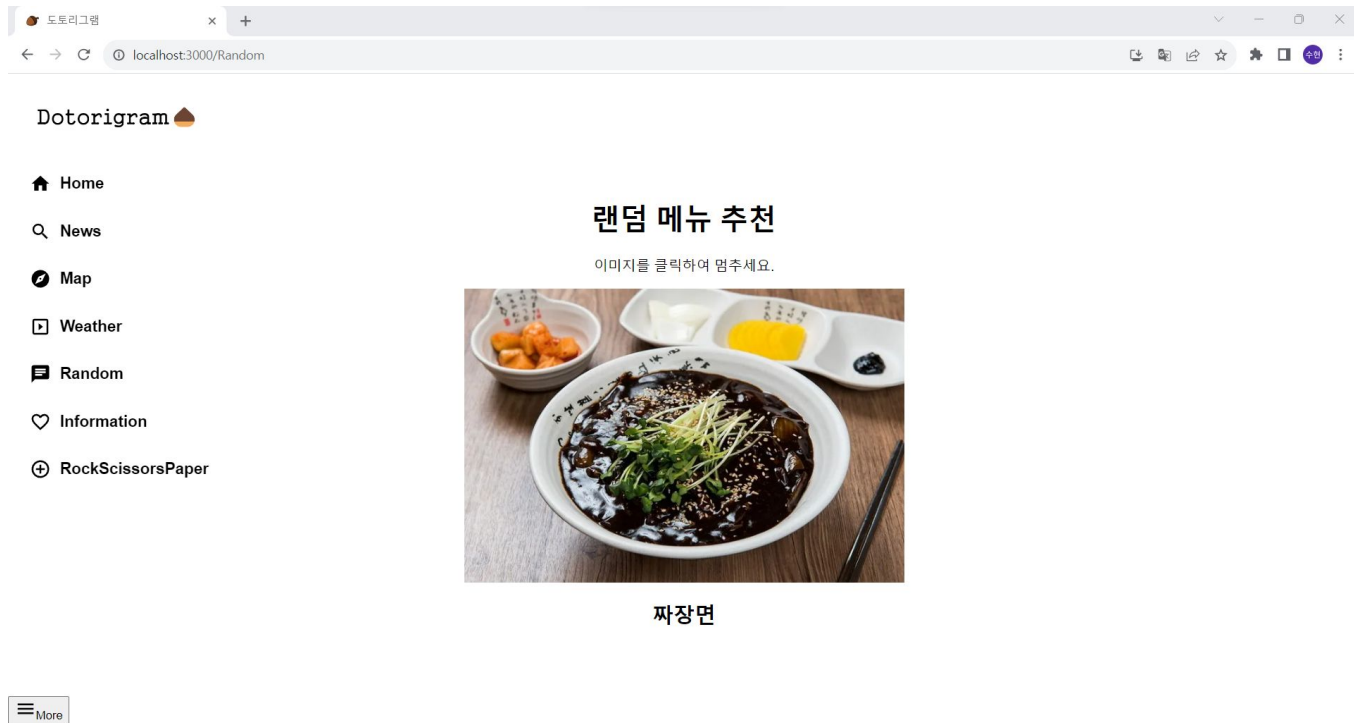 도토리그램
localhost:3000/Random
수현
Dotorigram
Home
News
Map
Weather
Random
Information
RockScissorsPaper
랜덤 메뉴 추천
이미지를 클릭하여 멈추세요.
짜장면
More